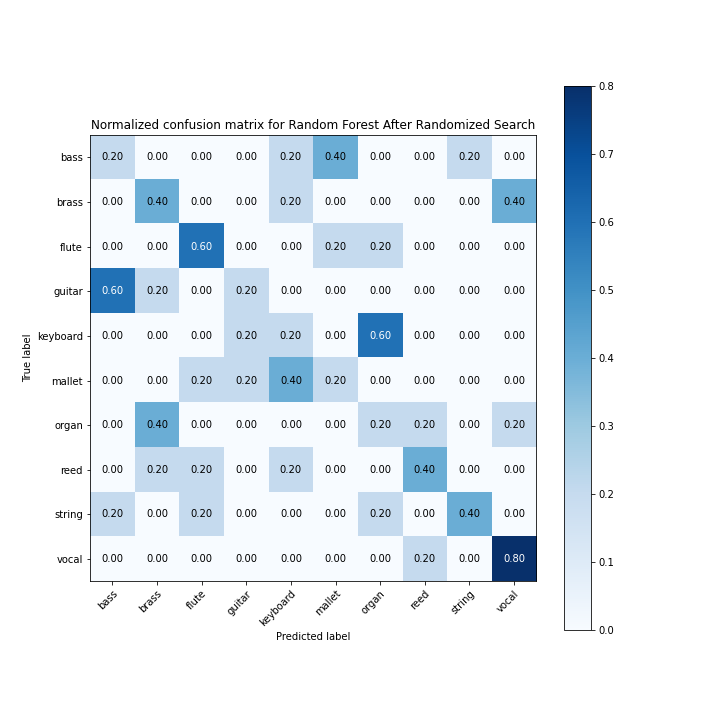 Normalized confusion matrix for Random Forest After Randomized Search
True label
bass 0.20 0.00 0.00 0.00 0.20 0.40 0.00 0.00 0.20 0.00
brass 0.00 0.40 0.00 0.00 0.20 0.00 0.00 0.00 0.00 0.40
flute 0.00 0.00 0.60 0.00 0.00 0.20 0.20 0.00 0.00 0.00
guitar 0.60 0.20 0.00 0.20 0.00 0.00 0.00 0.00 0.00 0.00
keyboard 0.00 0.00 0.00 0.20 0.20 0.00 0.60 0.00 0.00 0.00
mallet 0.00 0.00 0.20 0.20 0.40 0.20 0.00 0.00 0.00 0.00
organ 0.00 0.40 0.00 0.00 0.00 0.00 0.20 0.20 0.00 0.20
reed 0.00 0.20 0.20 0.00 0.20 0.00 0.00 0.40 0.00 0.00
string 0.20 0.00 0.20 0.00 0.00 0.00 0.20 0.00 0.40 0.00
vocal 0.00 0.00 0.00 0.00 0.00 0.00 0.00 0.20 0.00 0.80
bass brass flute guitar keyboard mallet organ reed string vocal
Predicted label
0.8
0.7
0.6
0.5
0.4
0.3
0.2
0.1
0.0